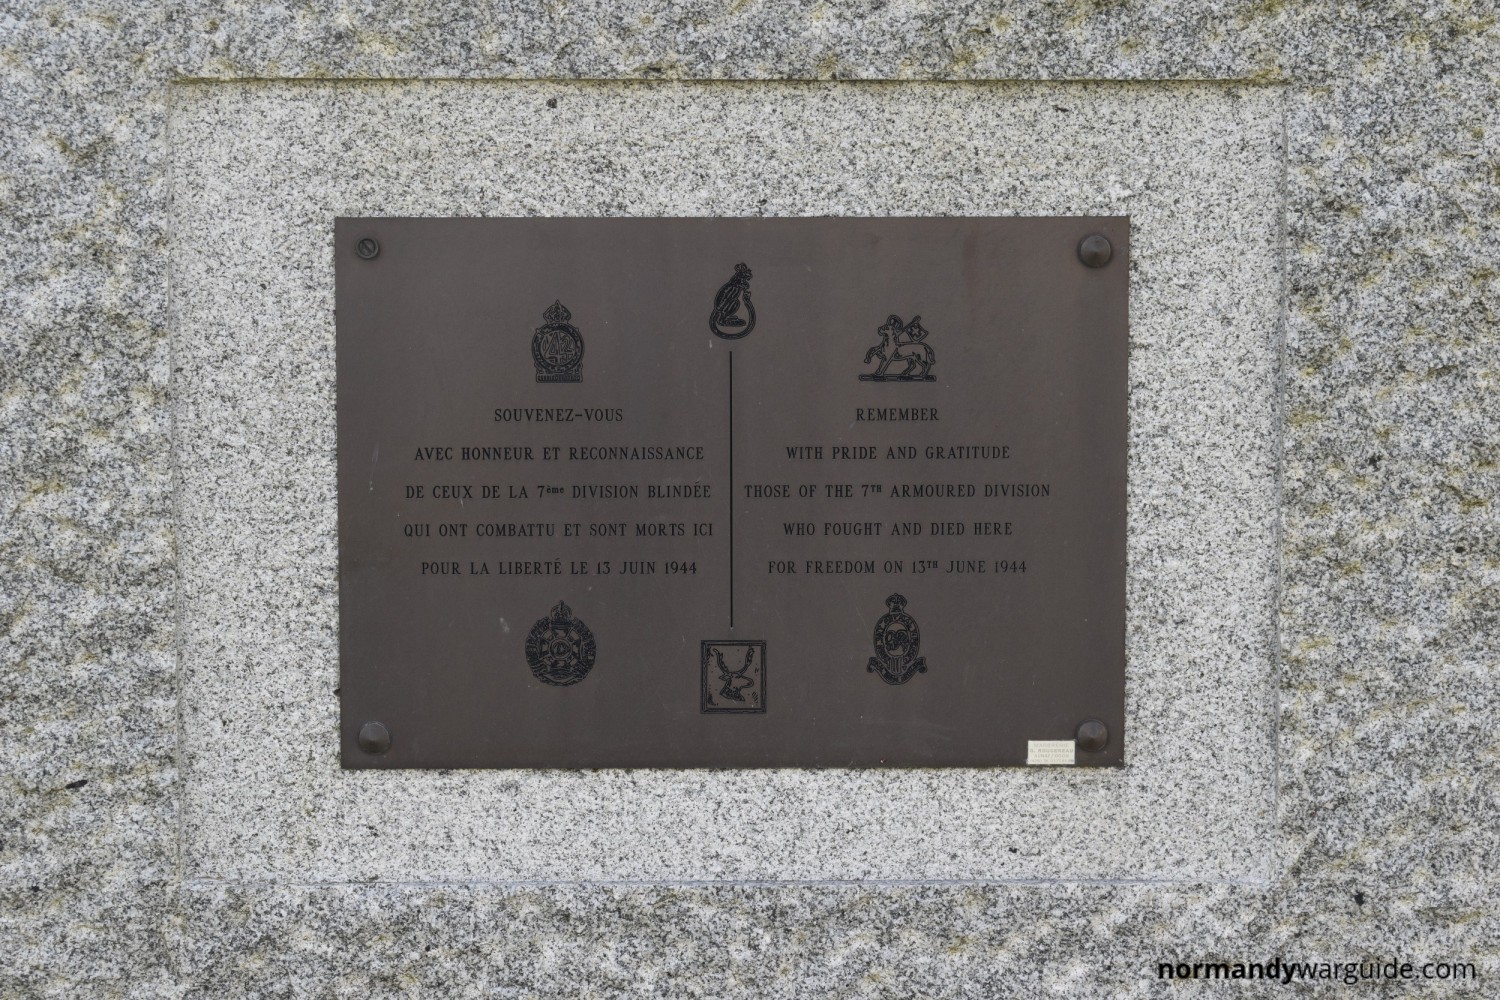 SOUVENEZ-VOUS
AVEC HONNEUR ET RECONNAISSANCE
DE CEUX DE LA 7ème DIVISION BLINDÉE
QUI ONT COMBATTU ET SONT MORTS ICI
POUR LA LIBERTÉ LE 13 JUIN 1944
REMEMBER
WITH PRIDE AND GRATITUDE
THOSE OF THE 7TH ARMOURED DIVISION
WHO FOUGHT AND DIED HERE
FOR FREEDOM ON 13TH JUNE 1944
normandywarguide.com